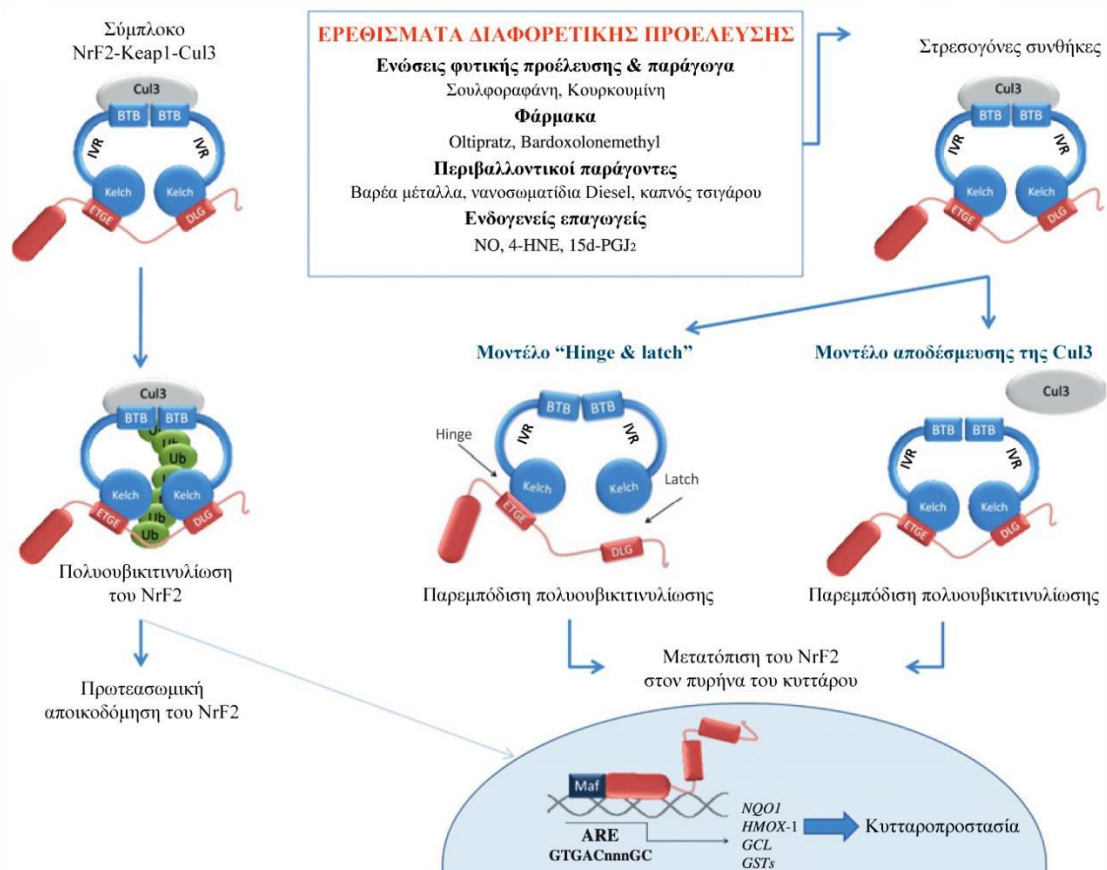 Σύμπλοκο
NrF2-Keap1-Cul3
Cul3
BTB BTB
IVR IVR
Kelch Kelch
ETGE DLG
ΕΡΕΘΙΣΜΑΤΑ ΔΙΑΦΟΡΕΤΙΚΗΣ ΠΡΟΕΛΕΥΣΗΣ
Ενώσεις φυτικής προέλευσης & παράγωγα
Σουλφοραφάνη, Κουρκουμίνη
Φάρμακα
Oltipratz, Bardoxolonemethyl
Περιβαλλοντικοί παράγοντες
Βαρέα μέταλλα, νανοσωματίδια Diesel, καπνός τσιγάρου
Ενδογενείς επαγωγείς
NO, 4-HNE, 15d-PGJ2
Στρεσογόνες συνθήκες
Cul3
BTB BTB
IVR IVR
Kelch Kelch
ETGE DLG
Cul3
BTB BTB
Ub
Ub
Kelch Kelch
ETGE DLG
Ub
Ub
Πολυουβικιτινυλίωση
του NrF2
Πρωτεασωμική
αποικοδόμηση του NrF2
Μοντέλο “Hinge & latch”
BTB BTB
IVR IVR
Hinge
Kelch Kelch
Latch
ETGE
DLG
Παρεμπόδιση πολυουβικιτινυλίωσης
Μοντέλο αποδέσμευσης της Cul3
Cul3
BTB BTB
IVR IVR
Kelch Kelch
ETGE DLG
Παρεμπόδιση πολυουβικιτινυλίωσης
Μετατόπιση του NrF2
στον πυρήνα του κυττάρου
Maf
ARE
GTGACnnnGC
NQO1
HMOX-1
GCL
GSTs
Κυτταροπροστασία